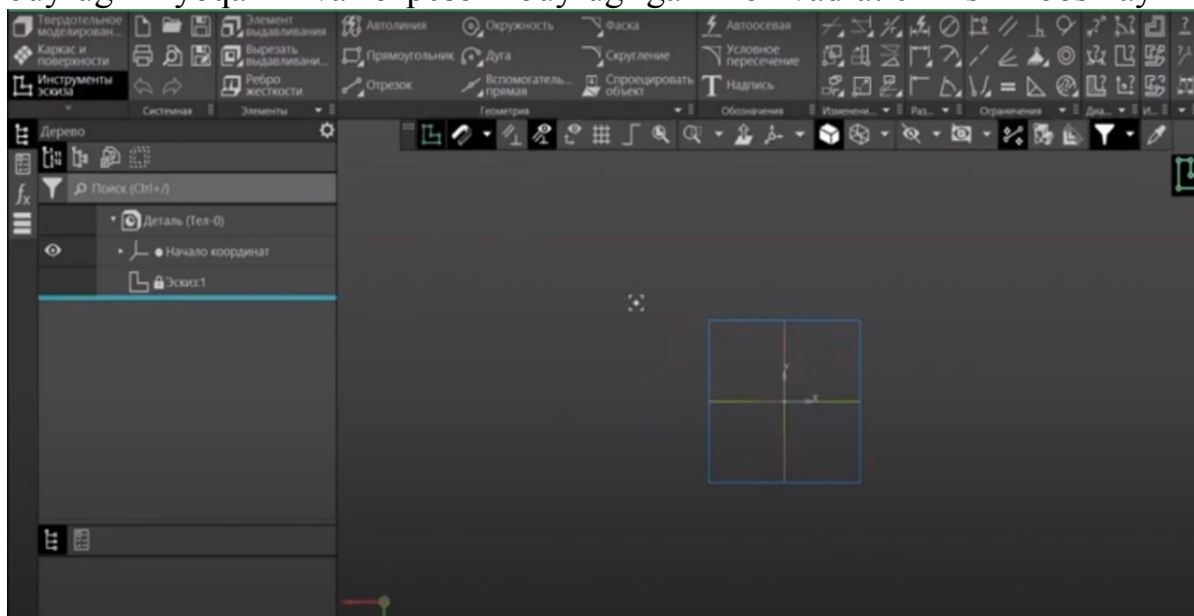 Твердотельное моделирован...
Каркас и поверхности
Инструменты эскиза
Системная
Элемент выдавливания
Вырезать выдавливани...
Ребро жесткости
Элементы
Автолиния
Окружность
Фаска
Прямоугольник
Дуга
Скругление
Отрезок
Вспомогатель... прямая
Спроецировать объект
Геометрия
Автоосевая
Условное пересечение
Надпись
Обозначения
Изменени...
Раз...
Ограничения
Диа...
И...
Дерево
Поиск (Ctrl+/)
Деталь (Тел-0)
Начало координат
Эскиз:1
Y
X